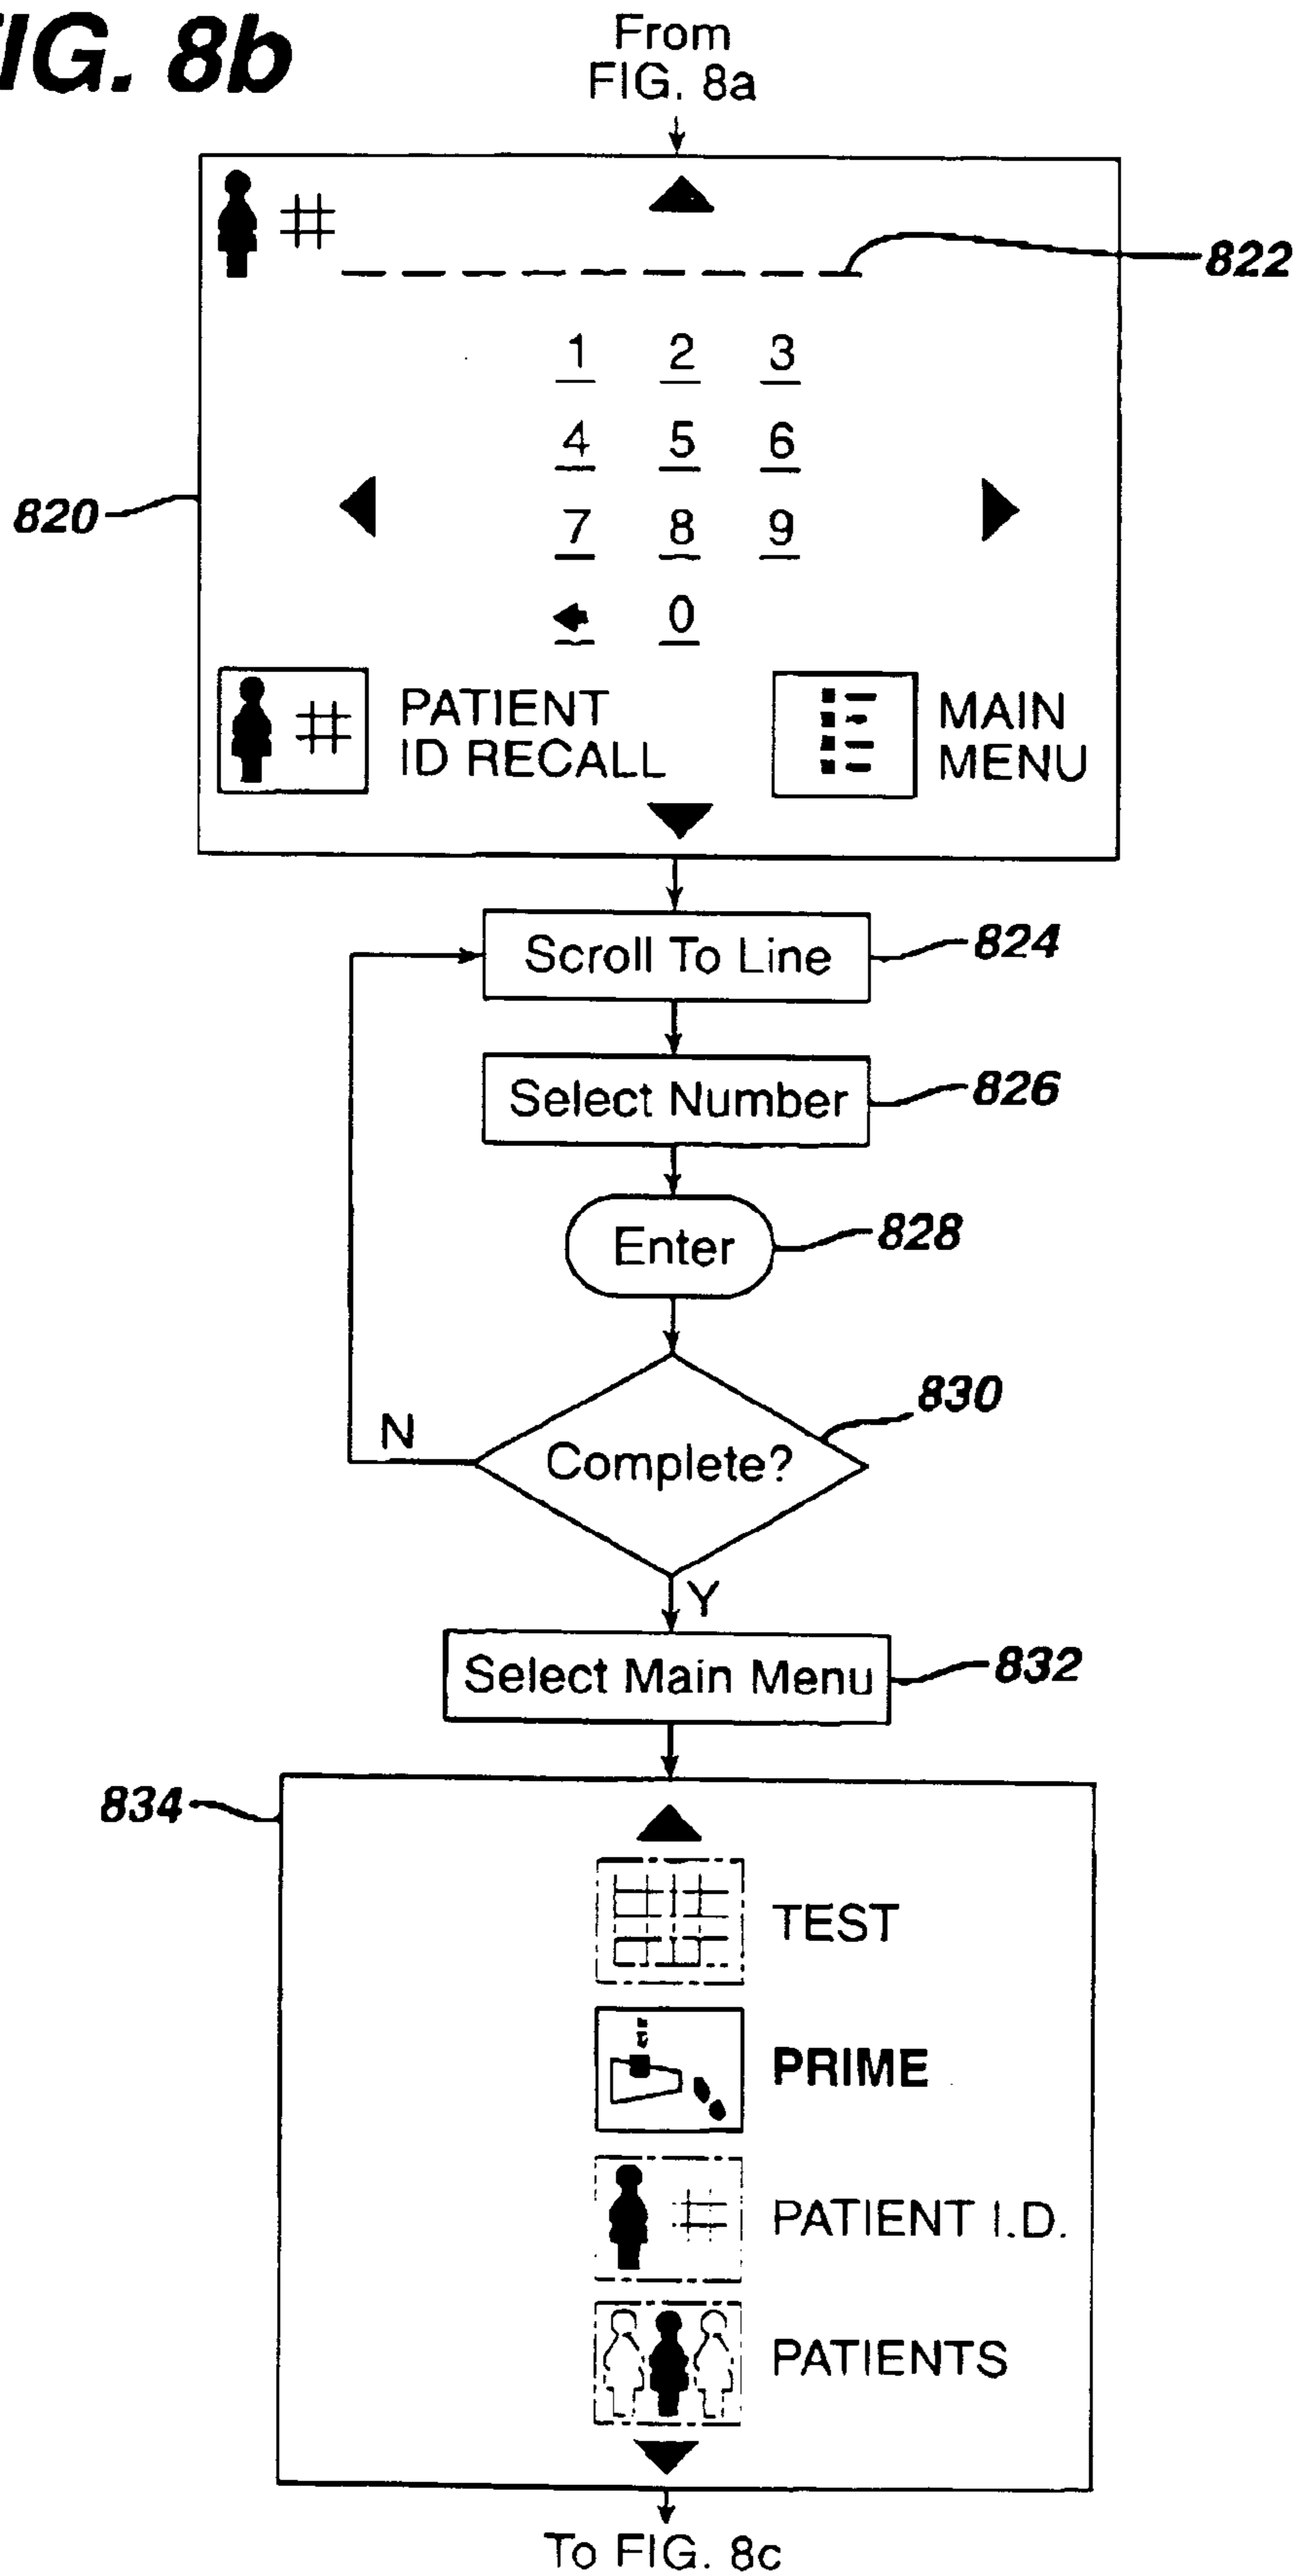 IG. 8b
From
FIG. 8a
#
822
1 2 3
4 5 6
820
7 8 9
0
# PATIENT
ID RECALL
MAIN
MENU
Scroll To Line 824
Select Number 826
Enter 828
830
N
Complete?
Y
Select Main Menu 832
834
TEST
PRIME
# PATIENT I.D.
PATIENTS
To FIG. 8c